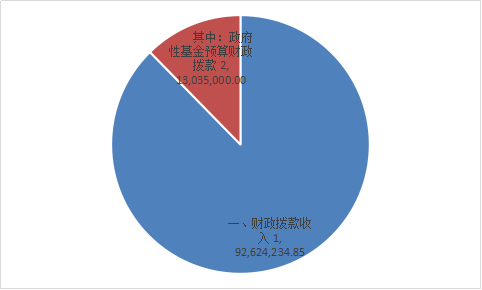 其中：政府
性基金预算财政
拨款 2,
13,035,000.00
一、财政拨款收
入 1,
92,624,234.85